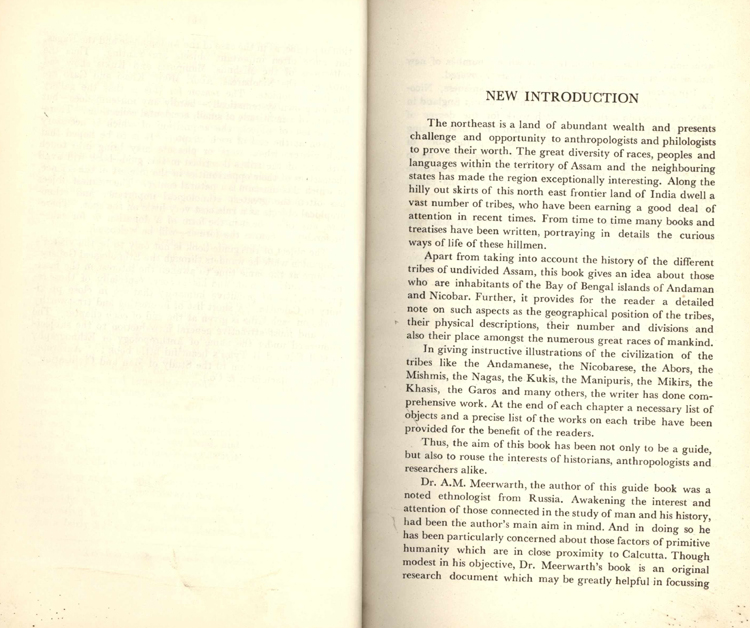 NEW INTRODUCTION
The northeast is a land of abundant wealth and presents
challenge and opportunity to anthropologists and philologists
to prove their worth. The great diversity of races, peoples and
languages within the territory of Assam and the neighbouring
states has made the region exceptionally interesting. Along the
hilly out skirts of this north east frontier land of India dwell a
vast number of tribes, who have been earning a good deal of
attention in recent times. From time to time many books and
treatises have been written, portraying in details the curious
ways of life of these hillmen.
Apart from taking into account the history of the different
tribes of undivided Assam, this book gives an idea about those
who are inhabitants of the Bay of Bengal islands of Andaman
and Nicobar. Further, it provides for the reader a detailed
note on such aspects as the geographical position of the tribes,
their physical descriptions, their number and divisions and
also their place amongst the numerous great races of mankind.
In giving instructive illustrations of the civilization of the
tribes like the Andamanese, the Nicobarese, the Abors, the
Mishmis, the Nagas, the Kukis, the Manipuris, the Mikirs, the
Khasis, the Garos and many others, the writer has done com-
prehensive work. At the end of each chapter a necessary list of
objects and a precise list of the works on each tribe have been
provided for the benefit of the readers.
Thus, the aim of this book has been not only to be a guide,
but also to rouse the interests of historians, anthropologists and
researchers alike.
Dr. A.M. Meerwarth, the author of this guide book was a
noted ethnologist from Russia. Awakening the interest and
attention of those connected in the study of man and his history,
had been the author's main aim in mind. And in doing so he
has been particularly concerned about those factors of primitive
humanity which are in close proximity to Calcutta. Though
modest in his objective, Dr. Meerwarth's book is an original
research document which may be greatly helpful in focussing